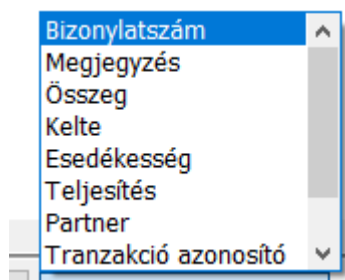 Bizonylatszám
Megjegyzés
Összeg
Kelte
Esedékesség
Teljesítés
Partner
Tranzakció azonosító